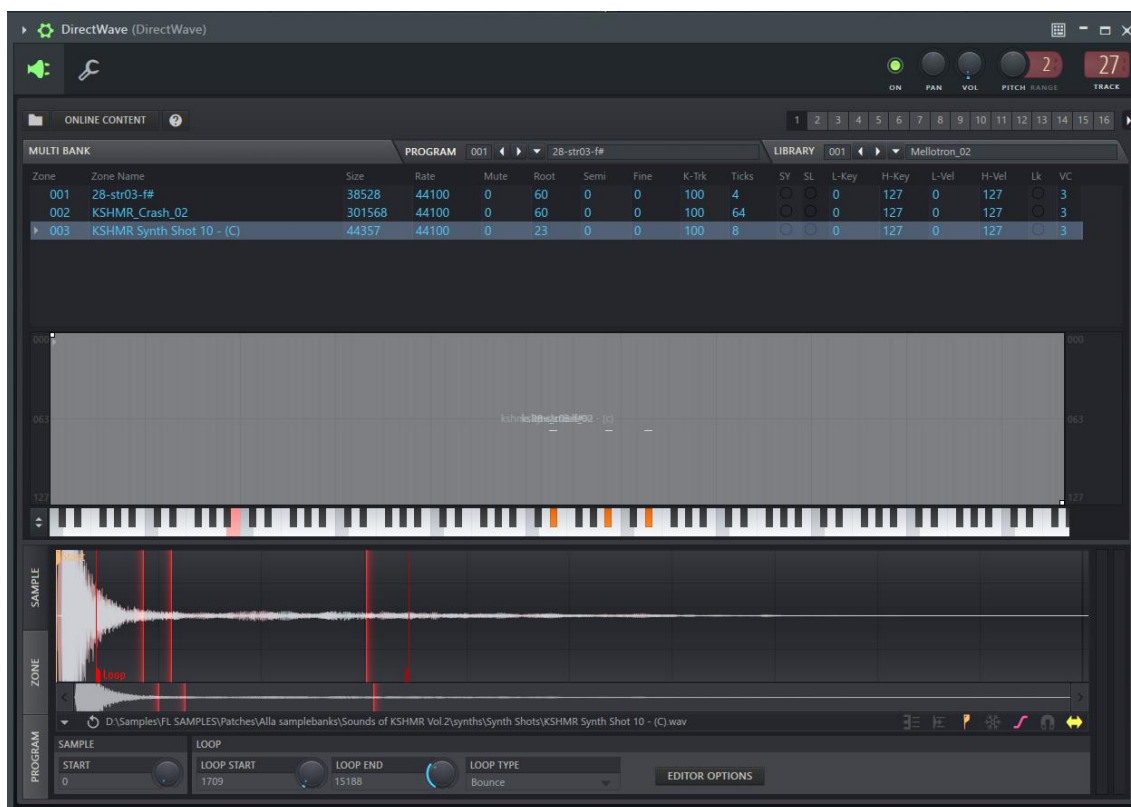 DirectWave (DirectWave)
2 27
ON PAN VOL PITCH RANGE TRACK
ONLINE CONTENT ? 1 2 3 4 5 6 7 8 9 10 11 12 13 14 15 16
MULTI BANK PROGRAM 001 28-str03-f# LIBRARY 001 Mellotron_02
Zone Zone Name Size Rate Mute Root Semi Fine K-Trk Ticks SY SL L-Key H-Key L-Vel H-Vel Lk VC
001 28-str03-f# 38528 44100 0 60 0 0 100 4 0 127 0 127 3
002 KSHMR_Crash_02 301568 44100 0 60 0 0 100 64 0 127 0 127 3
003 KSHMR Synth Shot 10 - (C) 44357 44100 0 23 0 0 100 8 0 127 0 127 3
000 000
063 063
127 127
SAMPLE
ZONE
PROGRAM
Loop
D:\Samples\FL SAMPLES\Patches\Alla samplebanks\Sounds of KSHMR Vol.2\synths\Synth Shots\KSHMR Synth Shot 10 - (C).wav
SAMPLE LOOP
START LOOP START LOOP END LOOP TYPE
0 1709 15188 Bounce
EDITOR OPTIONS